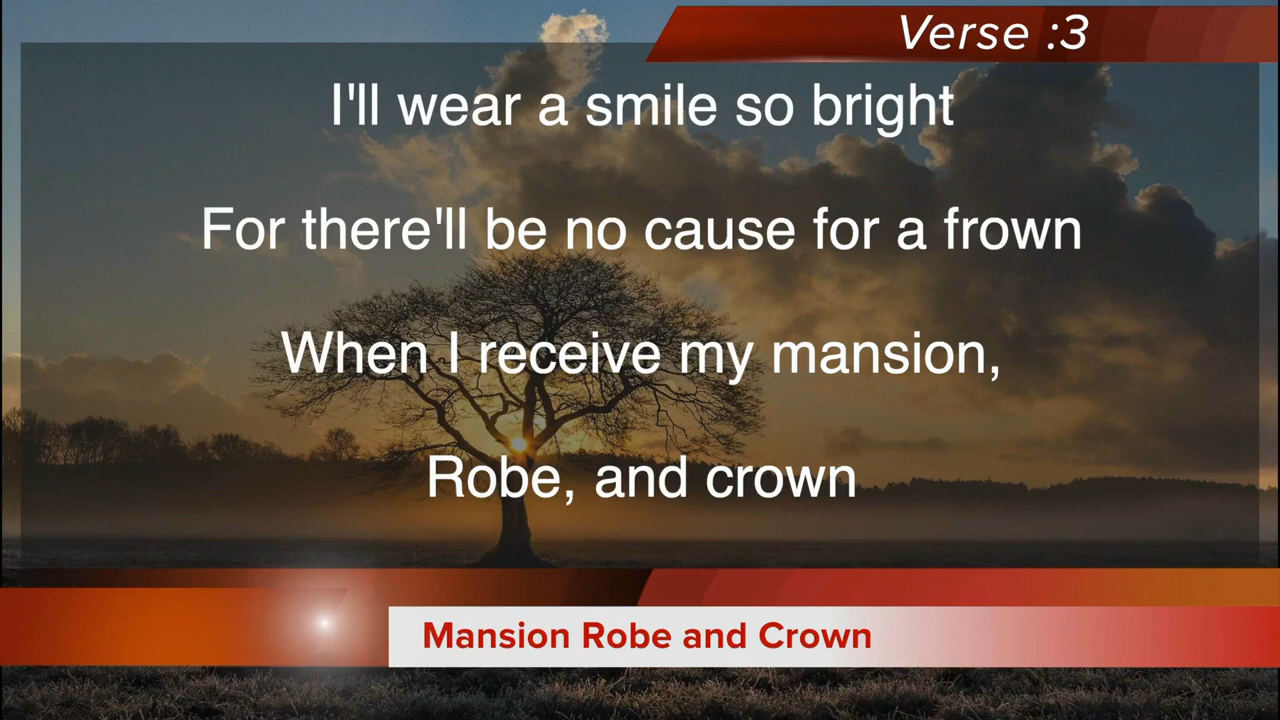 Verse :3
I'll wear a smile so bright
For there'll be no cause for a frown
When I receive my mansion,
Robe, and crown
Mansion Robe and Crown